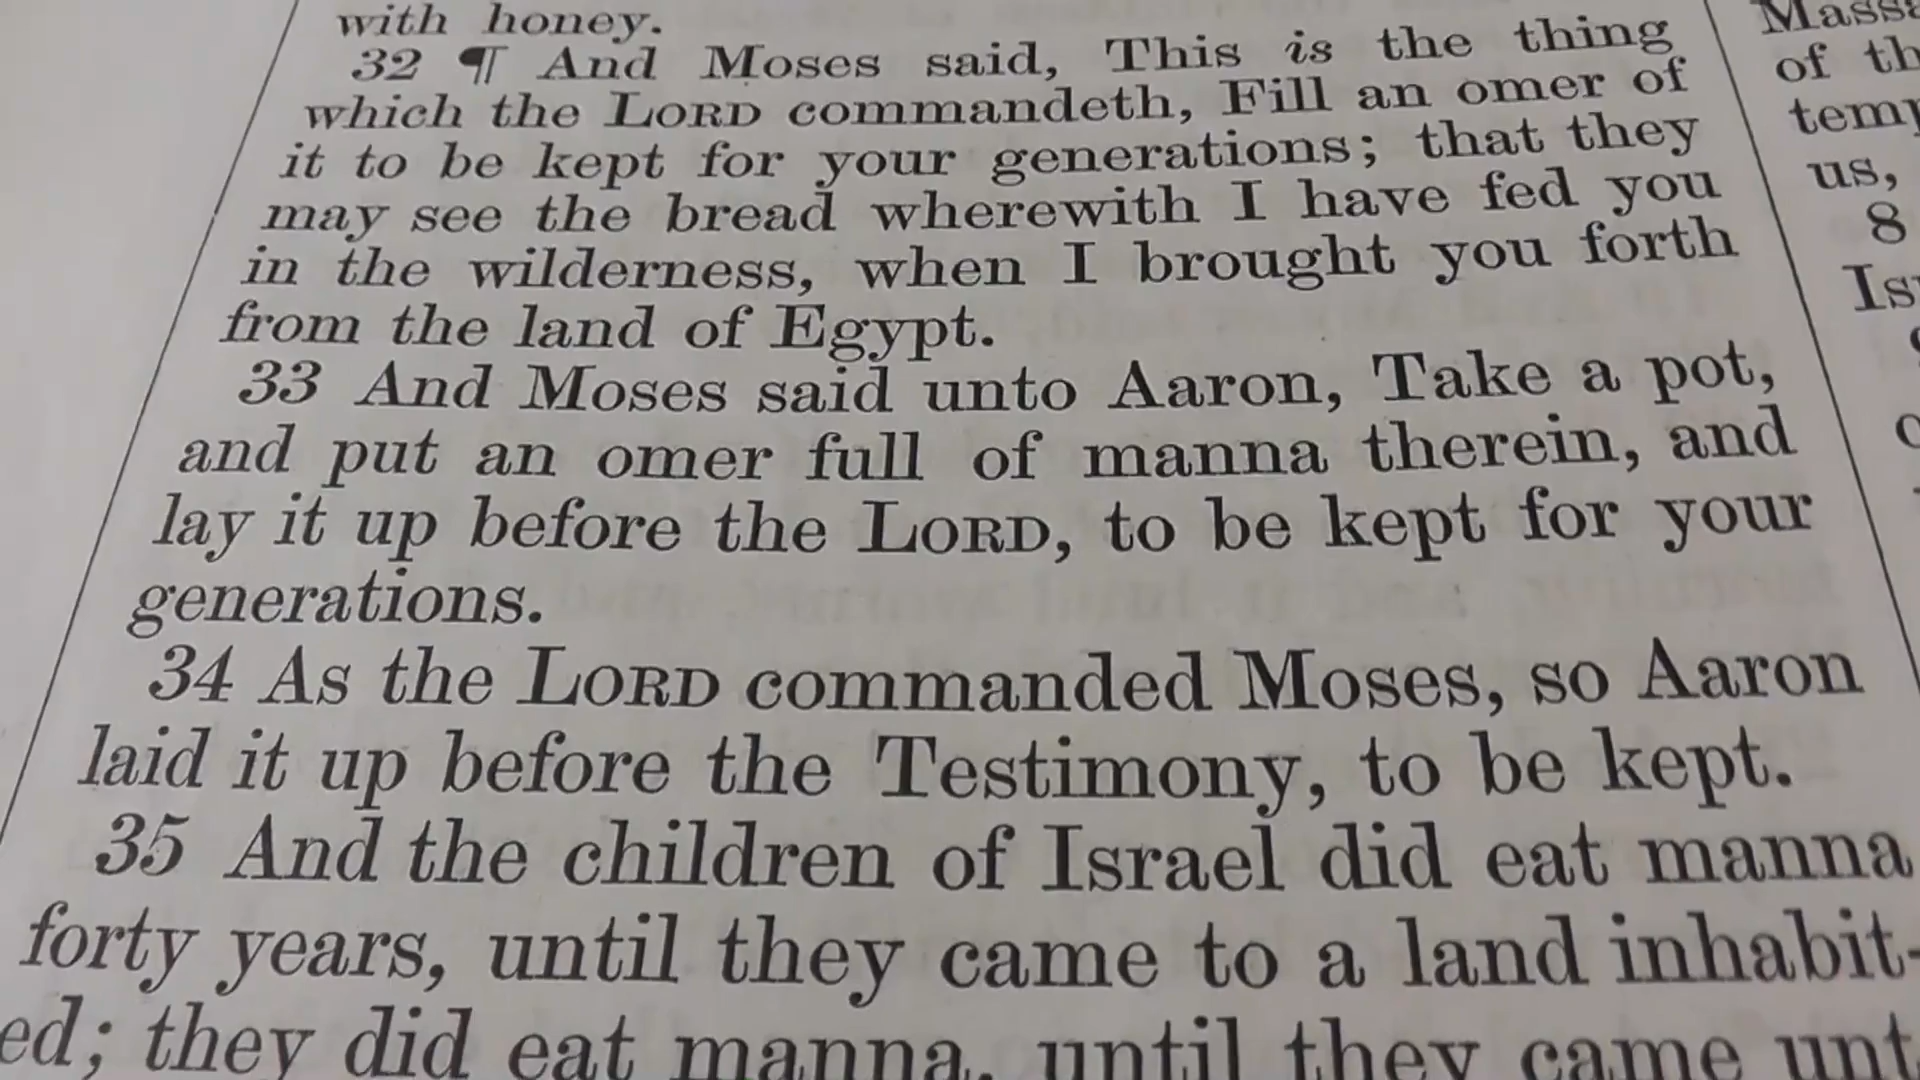 with honey.
32 ¶ And Moses said, This is the thing
which the LORD commandeth, Fill an omer of
it to be kept for your generations; that they
may see the bread wherewith I have fed you
in the wilderness, when I brought you forth
from the land of Egypt.
33 And Moses said unto Aaron, Take a pot,
and put an omer full of manna therein, and
lay it up before the LORD, to be kept for your
generations.
34 As the LORD commanded Moses, so Aaron
laid it up before the Testimony, to be kept.
35 And the children of Israel did eat manna
forty years, until they came to a land inhabit-
ed; they did eat manna, until they came
of
us,
8